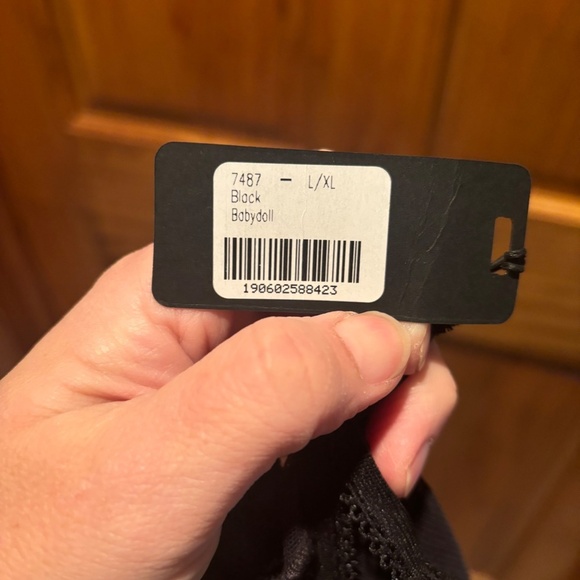 7487 – L/XL
Black
Babydoll
190602588423